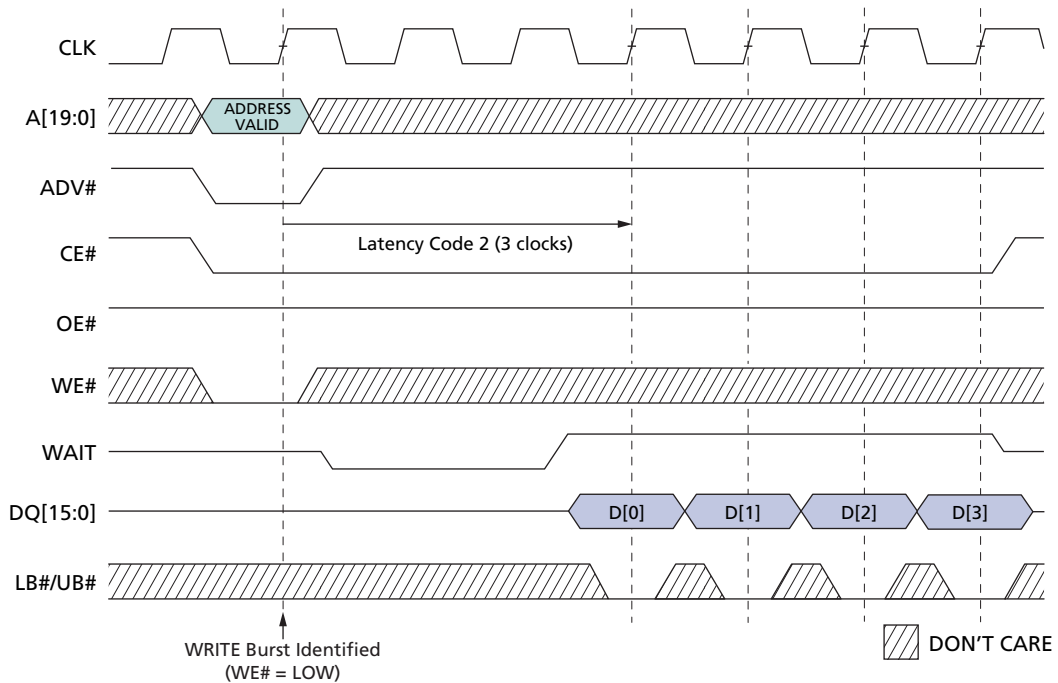 CLK
A[19:0]
ADDRESS
VALID
ADV#
Latency Code 2 (3 clocks)
CE#
OE#
WE#
WAIT
DQ[15:0]
D[0]
D[1]
D[2]
D[3]
LB#/UB#
WRITE Burst Identified
(WE# = LOW)
DON'T CARE